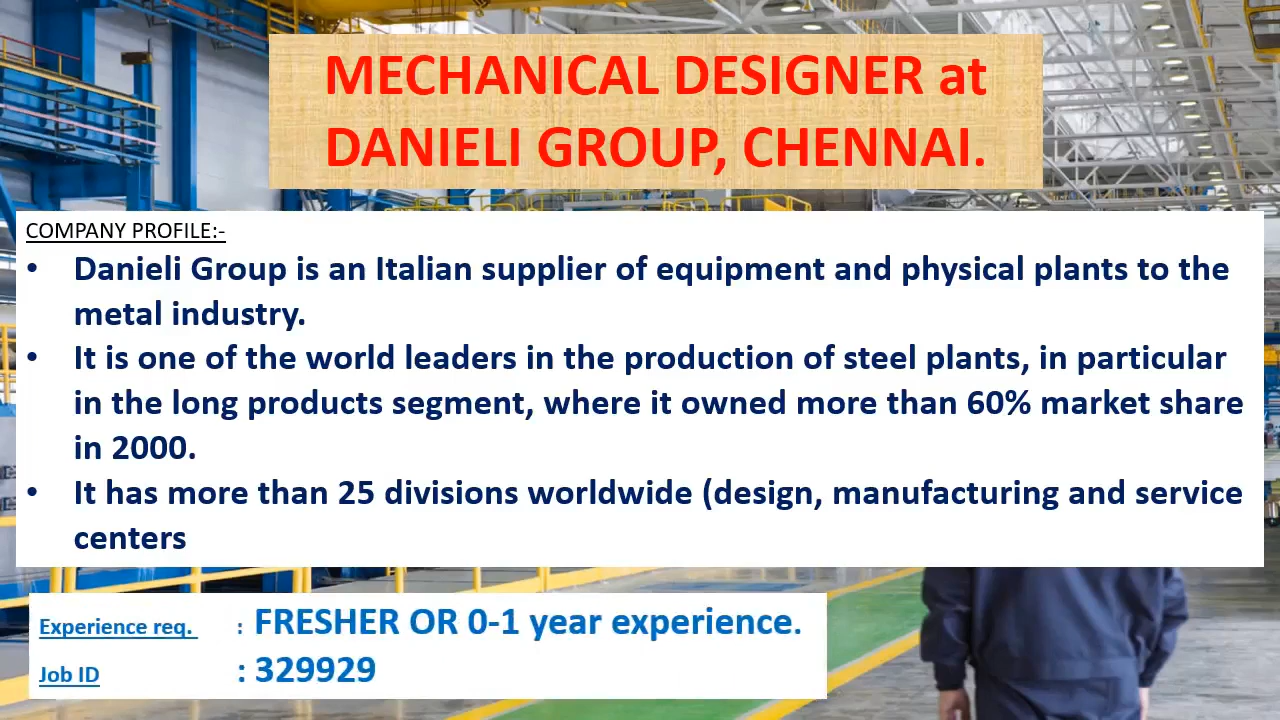 MECHANICAL DESIGNER at
DANIELI GROUP, CHENNAI.
COMPANY PROFILE:-
• Danieli Group is an Italian supplier of equipment and physical plants to the
metal industry.
• It is one of the world leaders in the production of steel plants, in particular
in the long products segment, where it owned more than 60% market share
in 2000.
• It has more than 25 divisions worldwide (design, manufacturing and service
centers
Experience req. : FRESHER OR 0-1 year experience.
Job ID : 329929